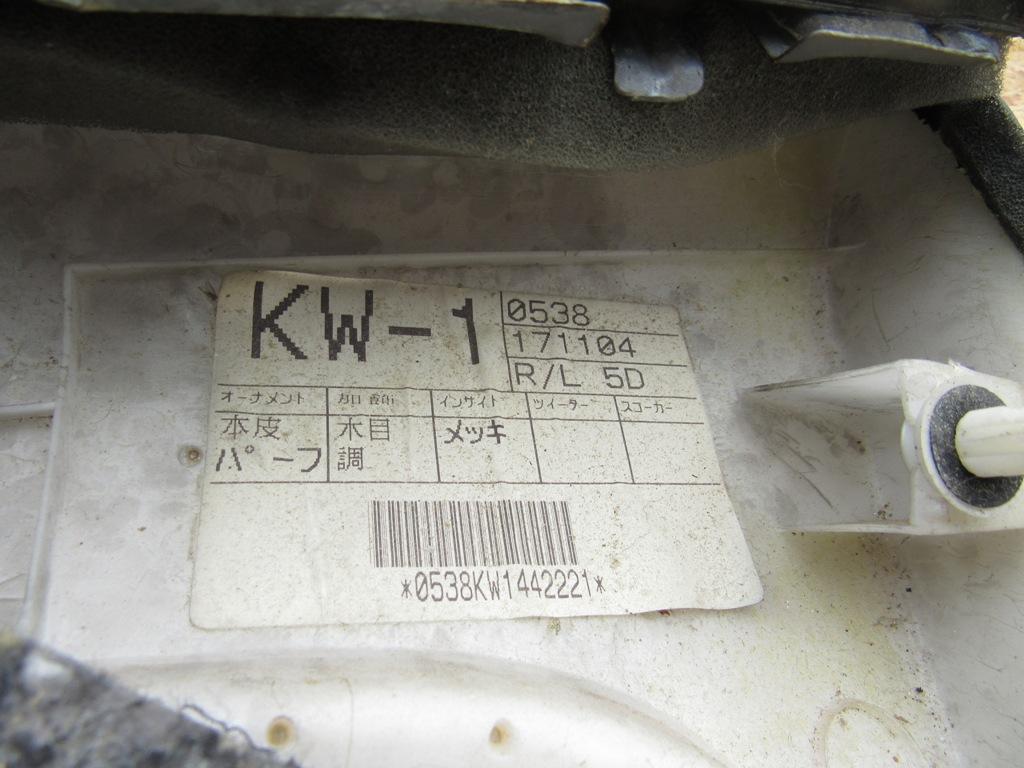 KW-1
0538
171104
R/L 5D
オーナメント インサイト ツイーター スコーカー
本皮 木目 メッキ
パーフ 調
*0538KW1442221*